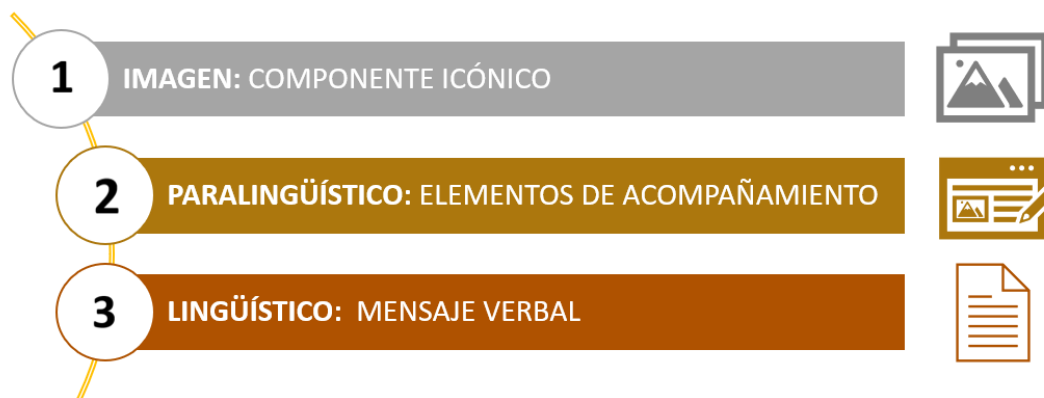 1 IMAGEN: COMPONENTE ICÓNICO
2 PARALINGÜÍSTICO: ELEMENTOS DE ACOMPAÑAMIENTO
3 LINGÜÍSTICO: MENSAJE VERBAL